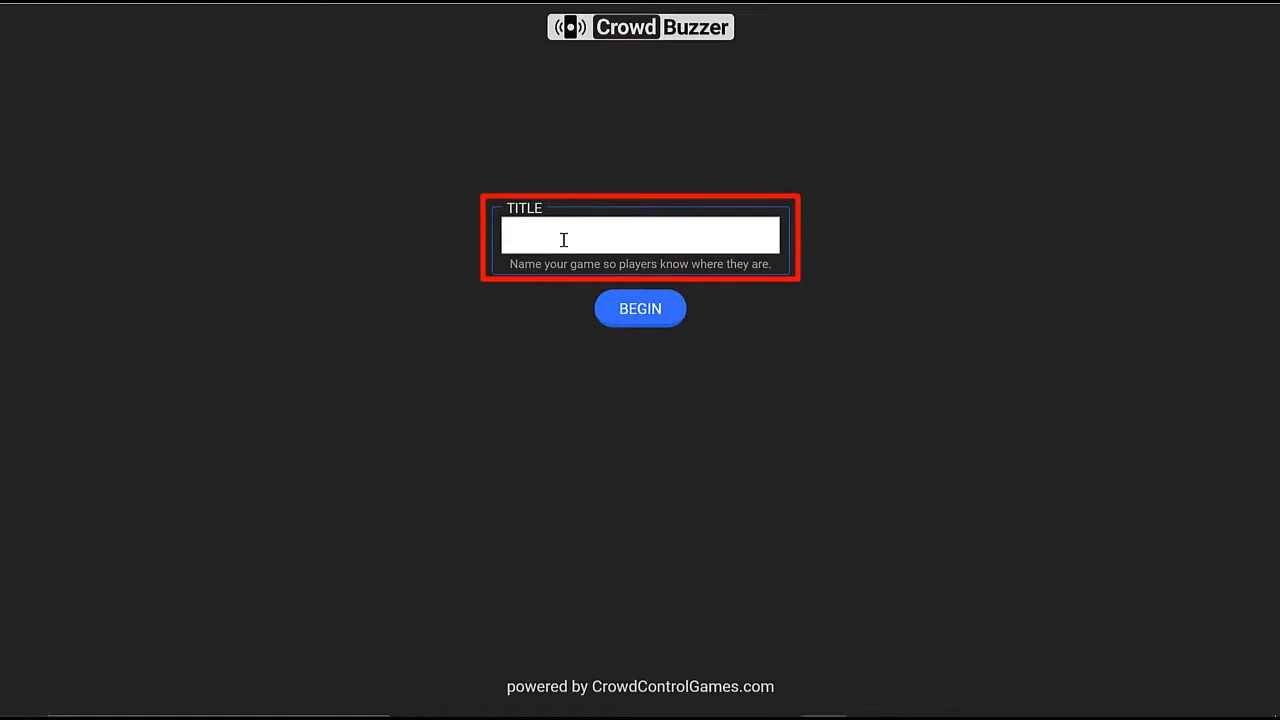 Crowd Buzzer
TITLE
Name your game so players know where they are.
BEGIN
powered by CrowdControlGames.com